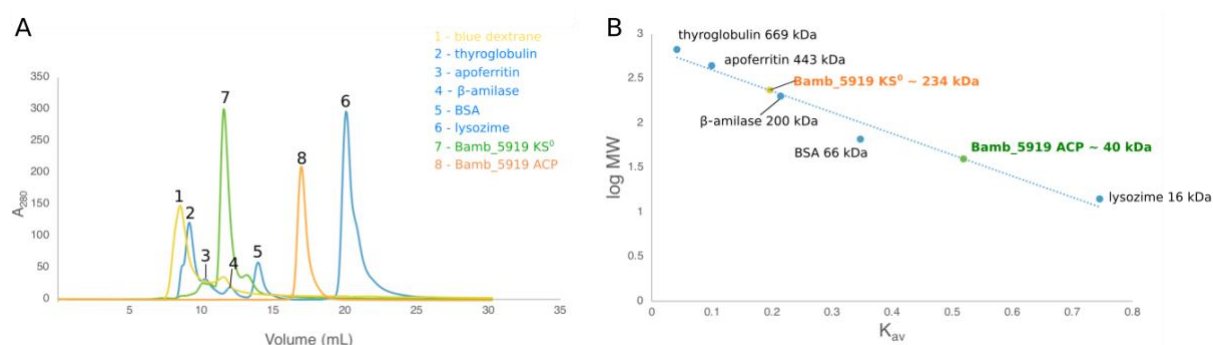 A
1 - blue dextrane
2 - thyroglobulin
3 - apoferritin
4 - β-amilase
5 - BSA
6 - lysozime
7 - Bamb_5919 KS⁰
8 - Bamb_5919 ACP
350
300
250
200
150
100
50
0
A₂₈₀
1
2
3
4
5
6
7
8
5
10
15
20
25
30
35
Volume (mL)
B
3
2.5
2
1.5
1
0.5
0
log MW
thyroglobulin 669 kDa
apoferritin 443 kDa
Bamb_5919 KS⁰ ~ 234 kDa
β-amilase 200 kDa
BSA 66 kDa
Bamb_5919 ACP ~ 40 kDa
lysozime 16 kDa
0
0.1
0.2
0.3
0.4
0.5
0.6
0.7
0.8
Kₐᵥ